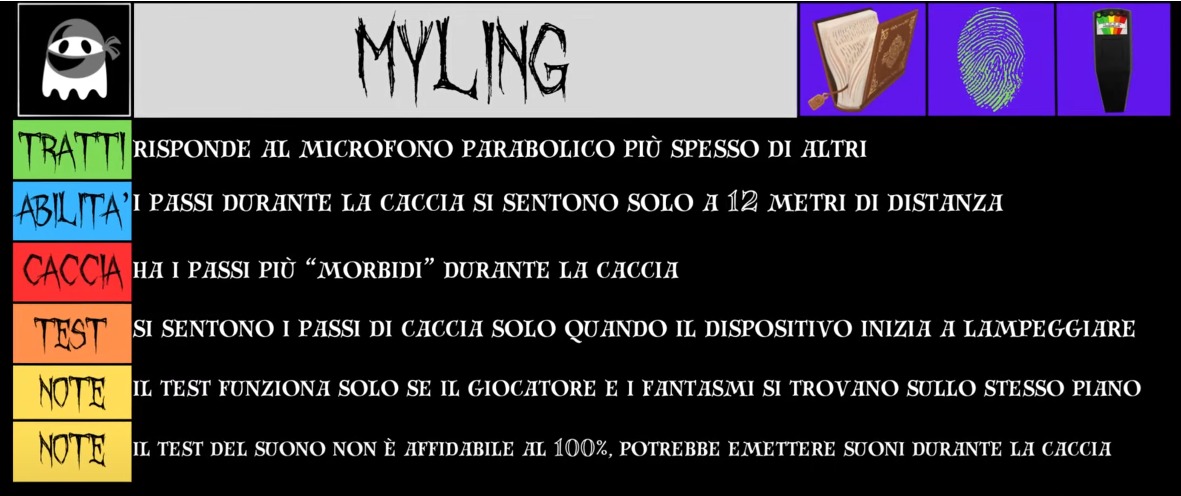 MYLING
TRATTI RISPONDE AL MICROFONO PARABOLICO PIÙ SPESSO DI ALTRI
ABILITA' I PASSI DURANTE LA CACCIA SI SENTONO SOLO A 12 METRI DI DISTANZA
CACCIA HA I PASSI PIÙ “MORBIDI” DURANTE LA CACCIA
TEST SI SENTONO I PASSI DI CACCIA SOLO QUANDO IL DISPOSITIVO INIZIA A LAMPEGGIARE
NOTE IL TEST FUNZIONA SOLO SE IL GIOCATORE E I FANTASMI SI TROVANO SULLO STESSO PIANO
NOTE IL TEST DEL SUONO NON È AFFIDABILE AL 100%, POTREBBE EMETTERE SUONI DURANTE LA CACCIA